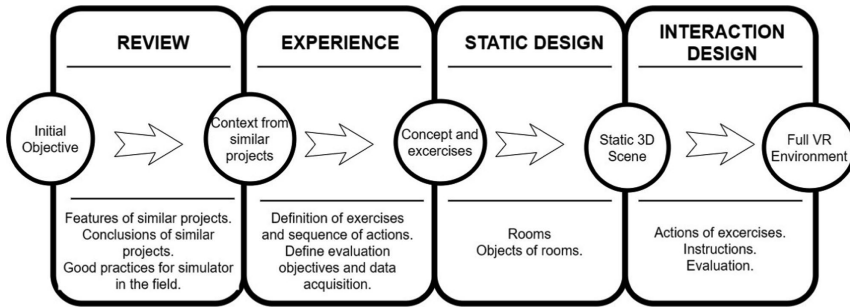 REVIEW
EXPERIENCE
STATIC DESIGN
INTERACTION
DESIGN
Initial
Objective
Context from
similar
projects
Concept and
excercises
Static 3D
Scene
Full VR
Environment
Features of similar projects.
Conclusions of similar
projects.
Good practices for simulator
in the field.
Definition of exercises
and sequence of actions.
Define evaluation
objectives and data
acquisition.
Rooms
Objects of rooms.
Actions of excercises.
Instructions.
Evaluation.